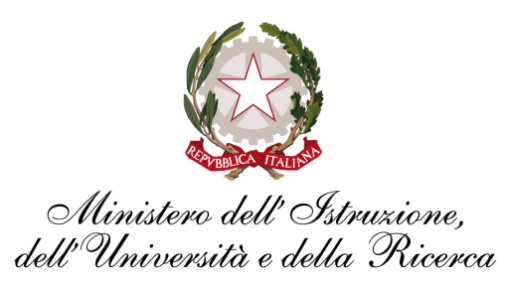 REPVBBLICA ITALIANA
Ministero dell'Istruzione,
dell'Università e della Ricerca